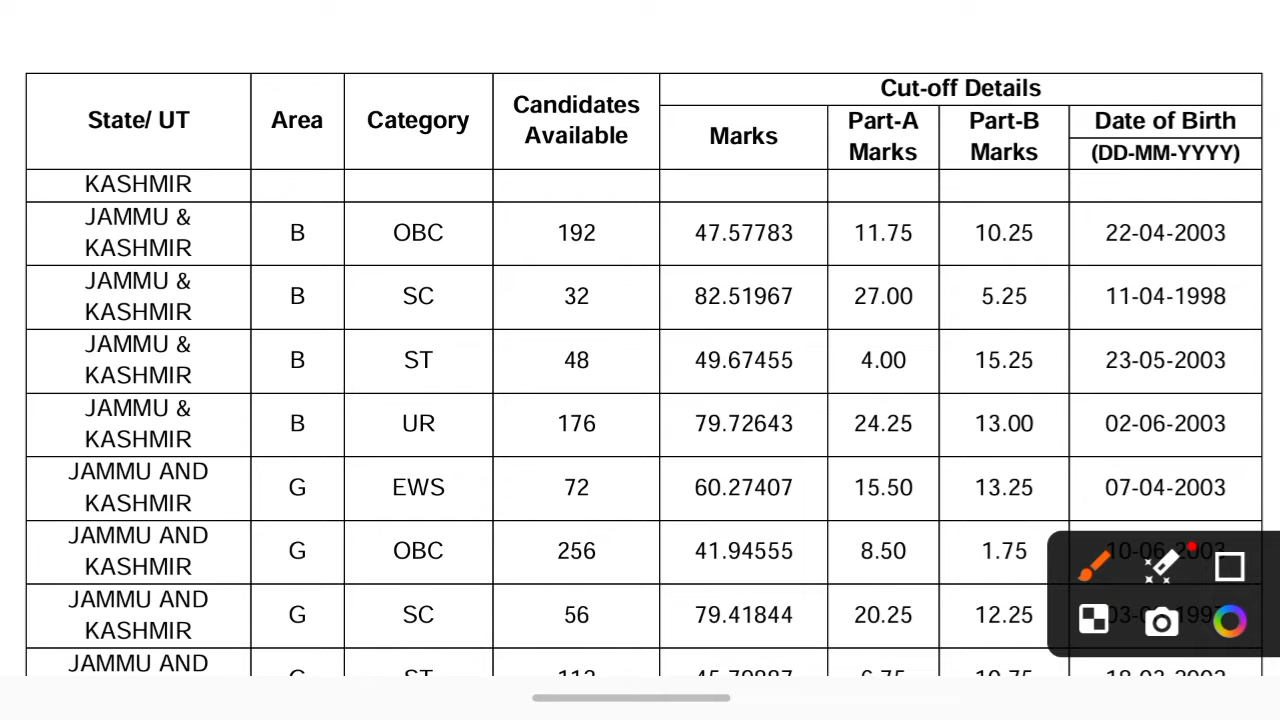 State/ UT Area Category Candidates Available Cut-off Details
Marks Part-A Marks Part-B Marks Date of Birth
(DD-MM-YYYY)
KASHMIR
JAMMU & KASHMIR B OBC 192 47.57783 11.75 10.25 22-04-2003
JAMMU & KASHMIR B SC 32 82.51967 27.00 5.25 11-04-1998
JAMMU & KASHMIR B ST 48 49.67455 4.00 15.25 23-05-2003
JAMMU & KASHMIR B UR 176 79.72643 24.25 13.00 02-06-2003
JAMMU AND KASHMIR G EWS 72 60.27407 15.50 13.25 07-04-2003
JAMMU AND KASHMIR G OBC 256 41.94555 8.50 1.75 10-06-2003
JAMMU AND KASHMIR G SC 56 79.41844 20.25 12.25
JAMMU AND